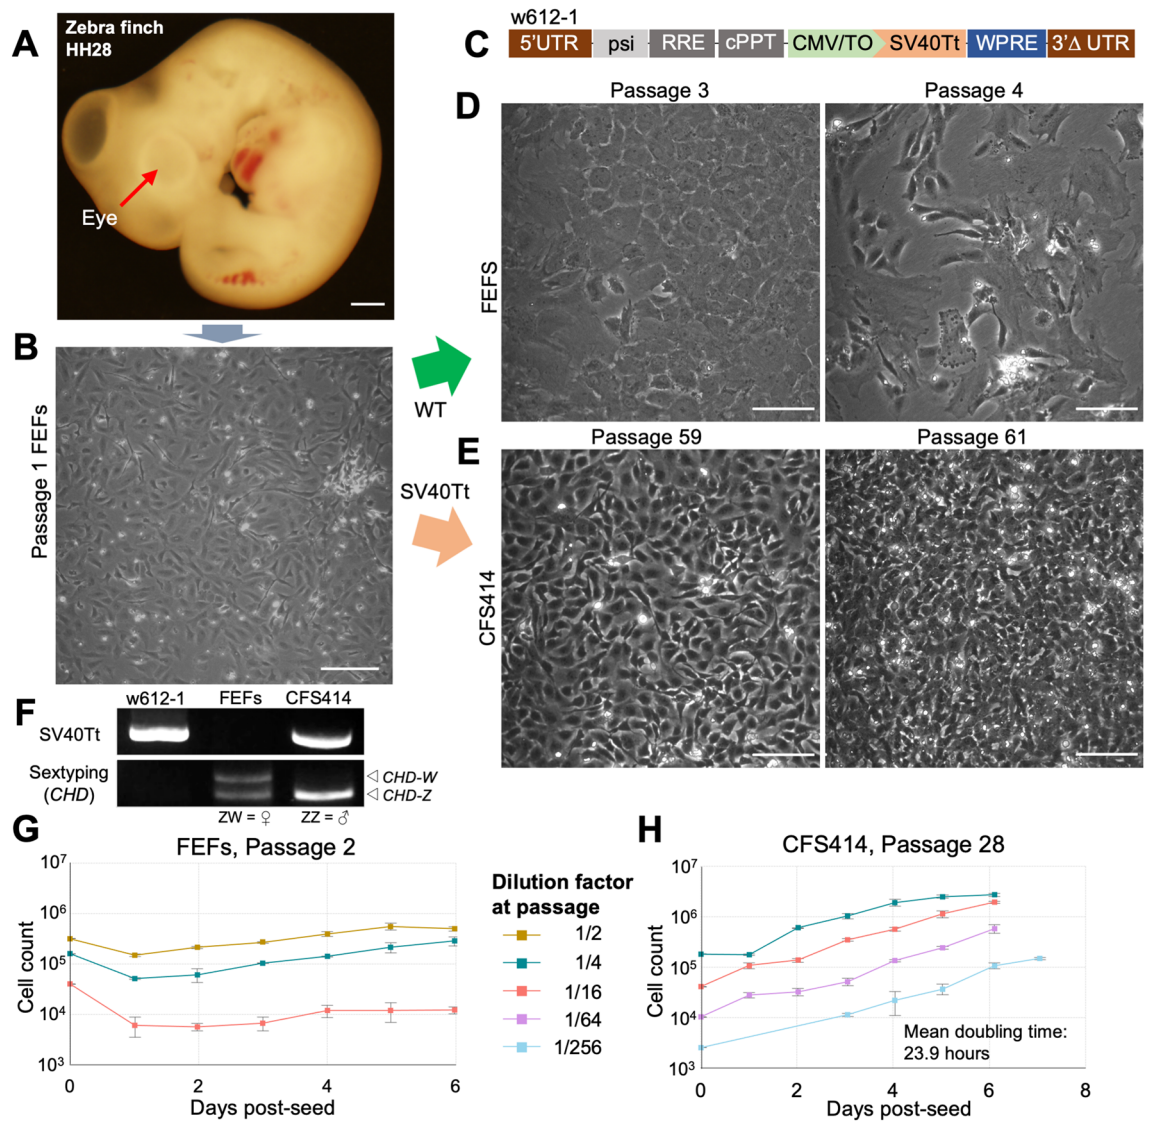 A
Zebra finch
HH28
Eye
B
Passage 1 FEFs
WT
SV40Tt
C
w612-1
5'UTR psi RRE cPPT CMV/TO SV40Tt WPRE 3'Δ UTR
D
Passage 3 Passage 4
FEFS
E
Passage 59 Passage 61
CFS414
F
w612-1 FEFs CFS414
SV40Tt
Sextyping
(CHD)
◁ CHD-W
◁ CHD-Z
ZW = ♀ ZZ = ♂
G
FEFs, Passage 2
Cell count
10⁷
10⁶
10⁵
10⁴
10³
0 2 4 6
Days post-seed
Dilution factor
at passage
1/2
1/4
1/16
1/64
1/256
H
CFS414, Passage 28
Cell count
10⁷
10⁶
10⁵
10⁴
10³
Mean doubling time:
23.9 hours
0 2 4 6 8
Days post-seed